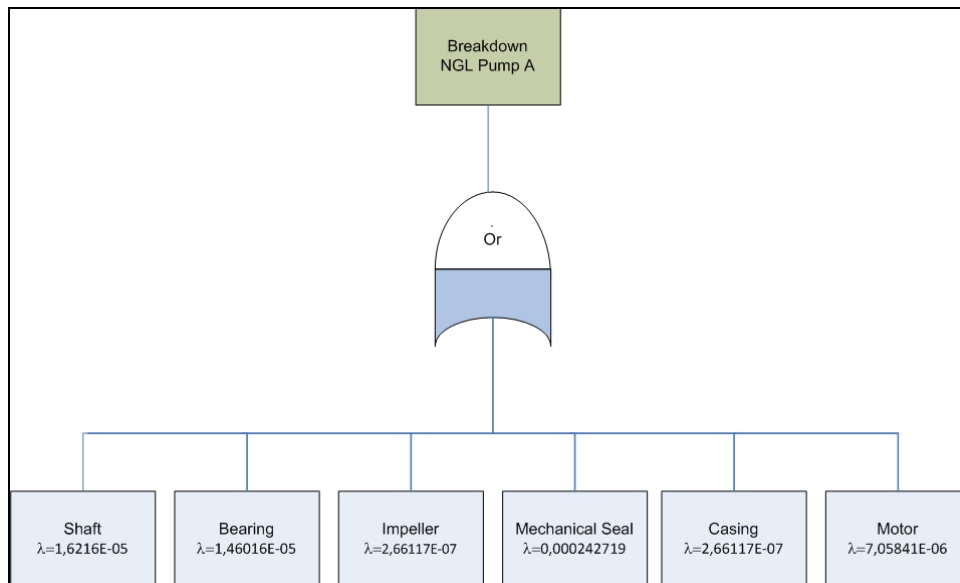 Breakdown
NGL Pump A
Or
Shaft
λ=1,6216E-05
Bearing
λ=1,46016E-05
Impeller
λ=2,66117E-07
Mechanical Seal
λ=0,000242719
Casing
λ=2,66117E-07
Motor
λ=7,05841E-06